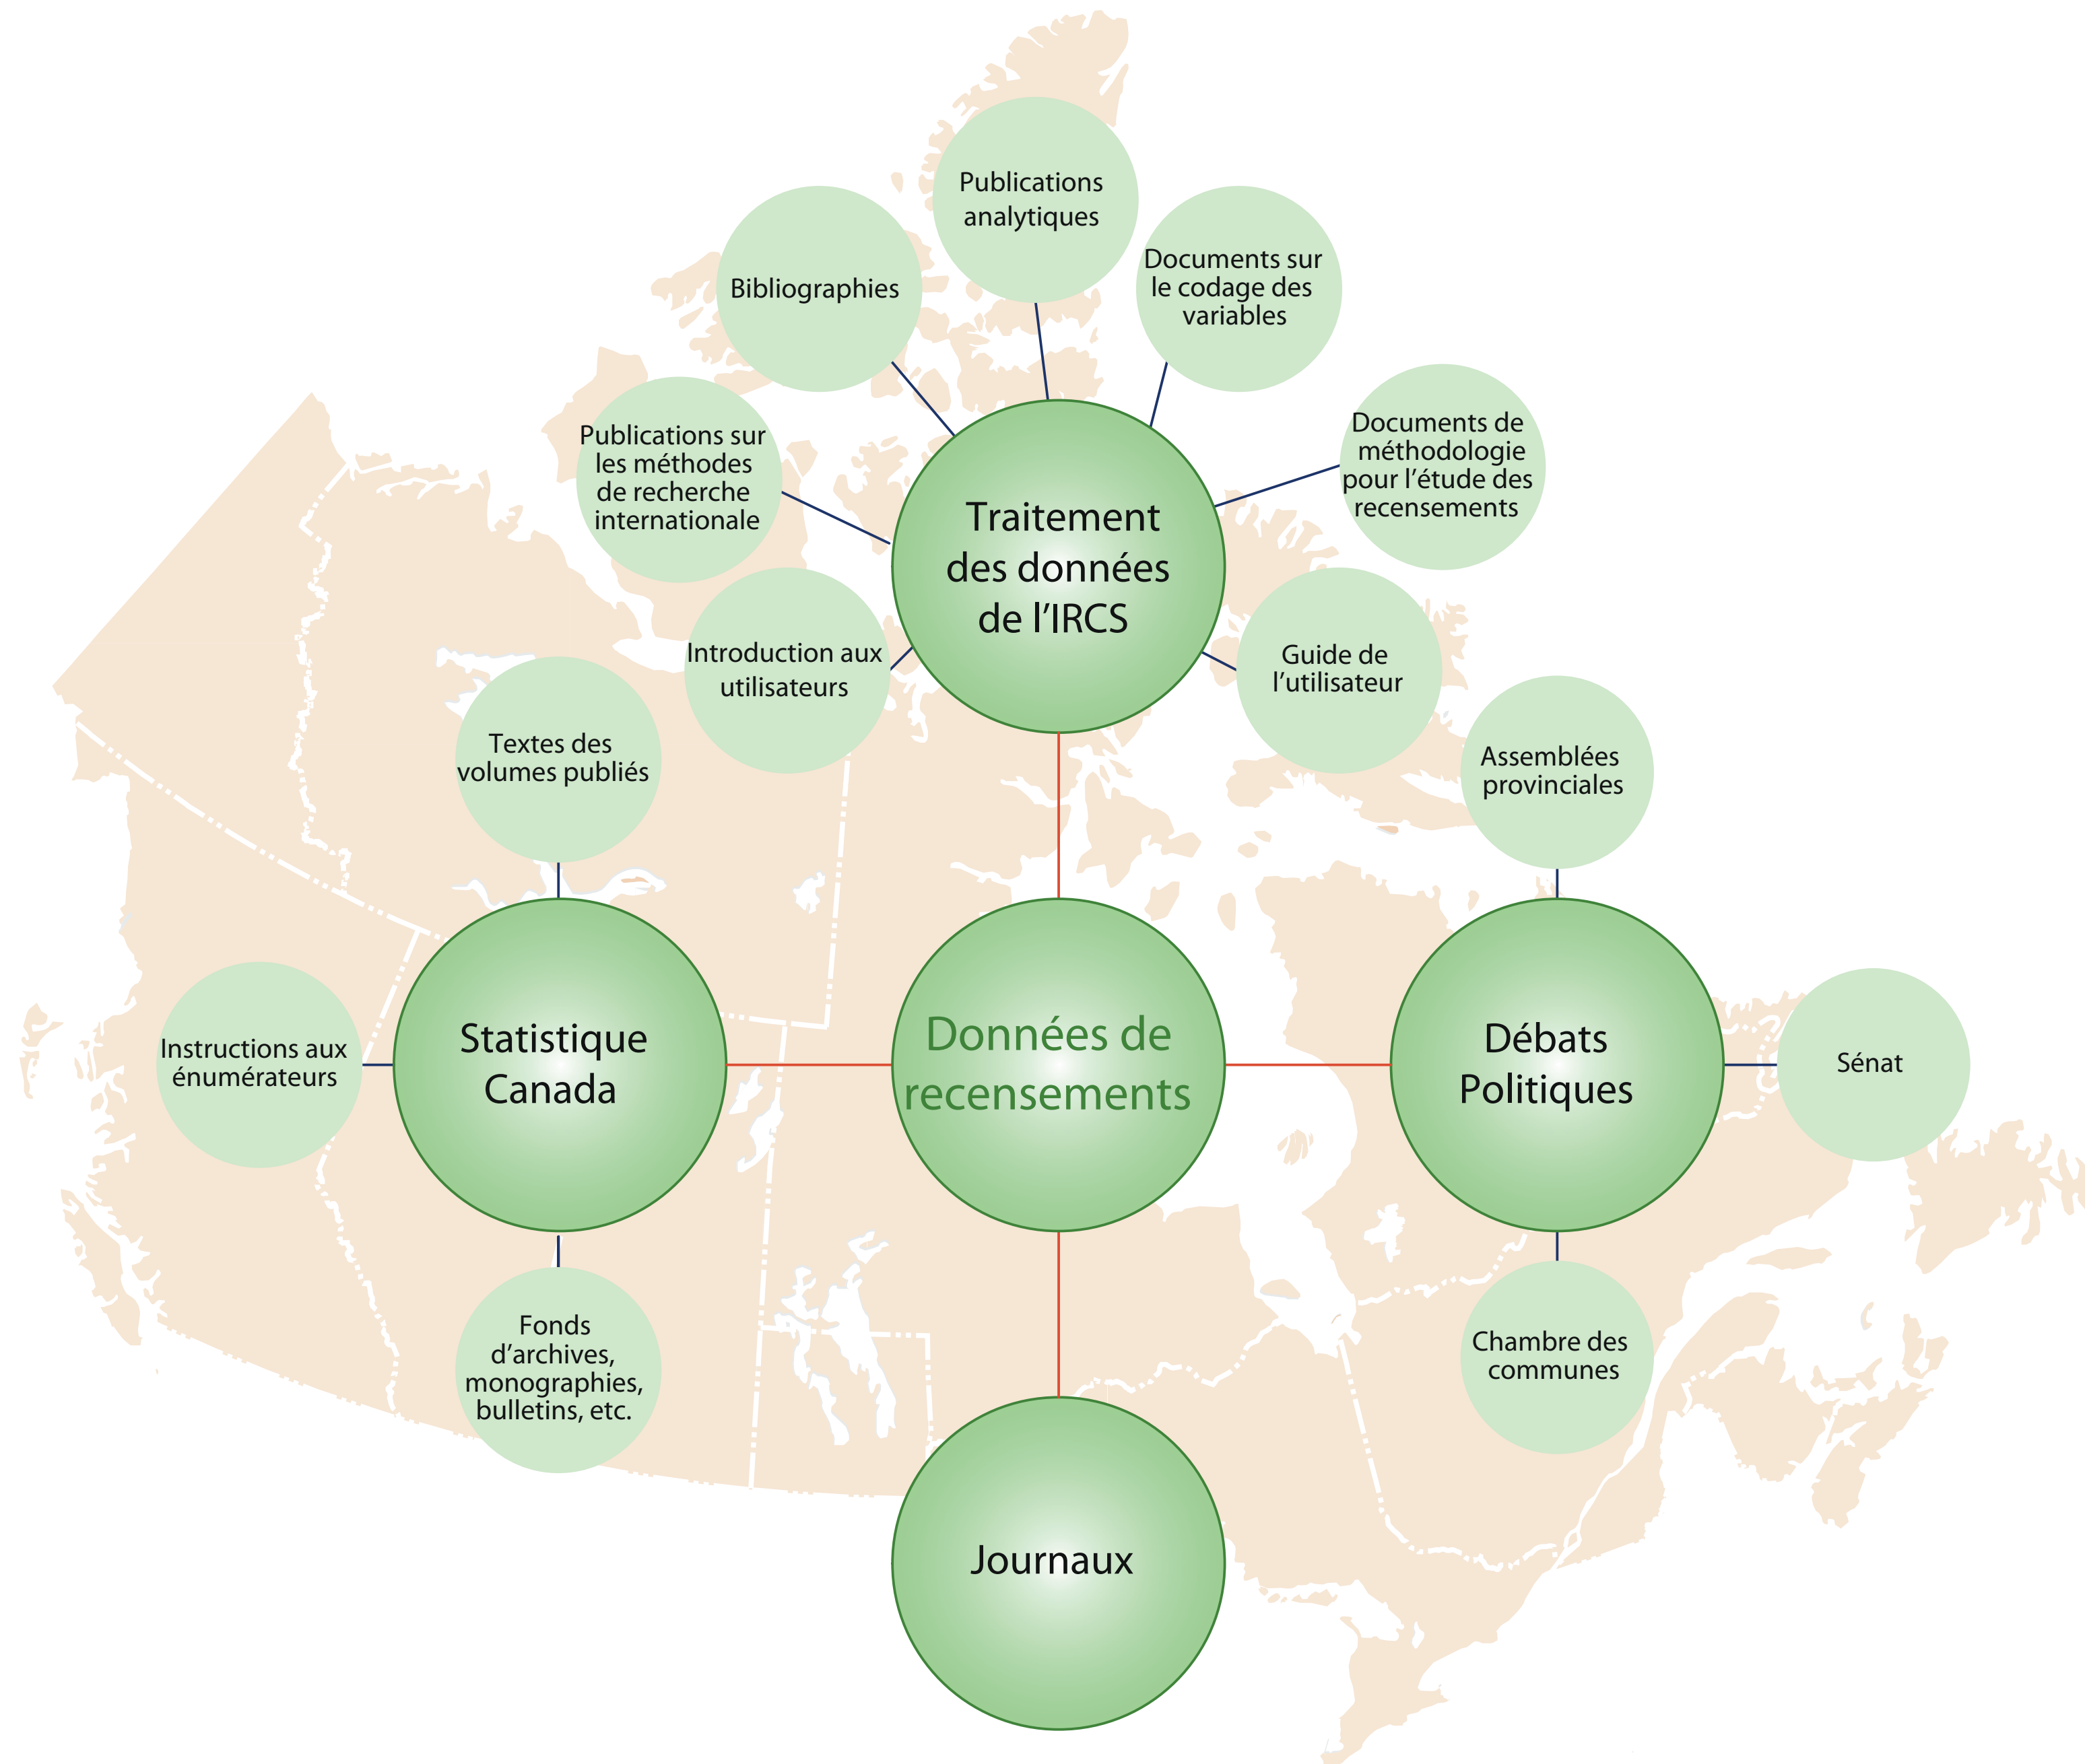 Publications
analytiques
Bibliographies
Documents sur
le codage des
variables
Publications sur
les méthodes
de recherche
internationale
Documents de
méthodologie
pour l'étude des
recensements
Traitement
des données
de l'IRCS
Introduction aux
utilisateurs
Guide de
l'utilisateur
Textes des
volumes publiés
Assemblées
provinciales
Instructions aux
énumérateurs
Statistique
Canada
Données de
recensements
Débats
Politiques
Sénat
Fonds
d'archives,
monographies,
bulletins, etc.
Chambre des
communes
Journaux